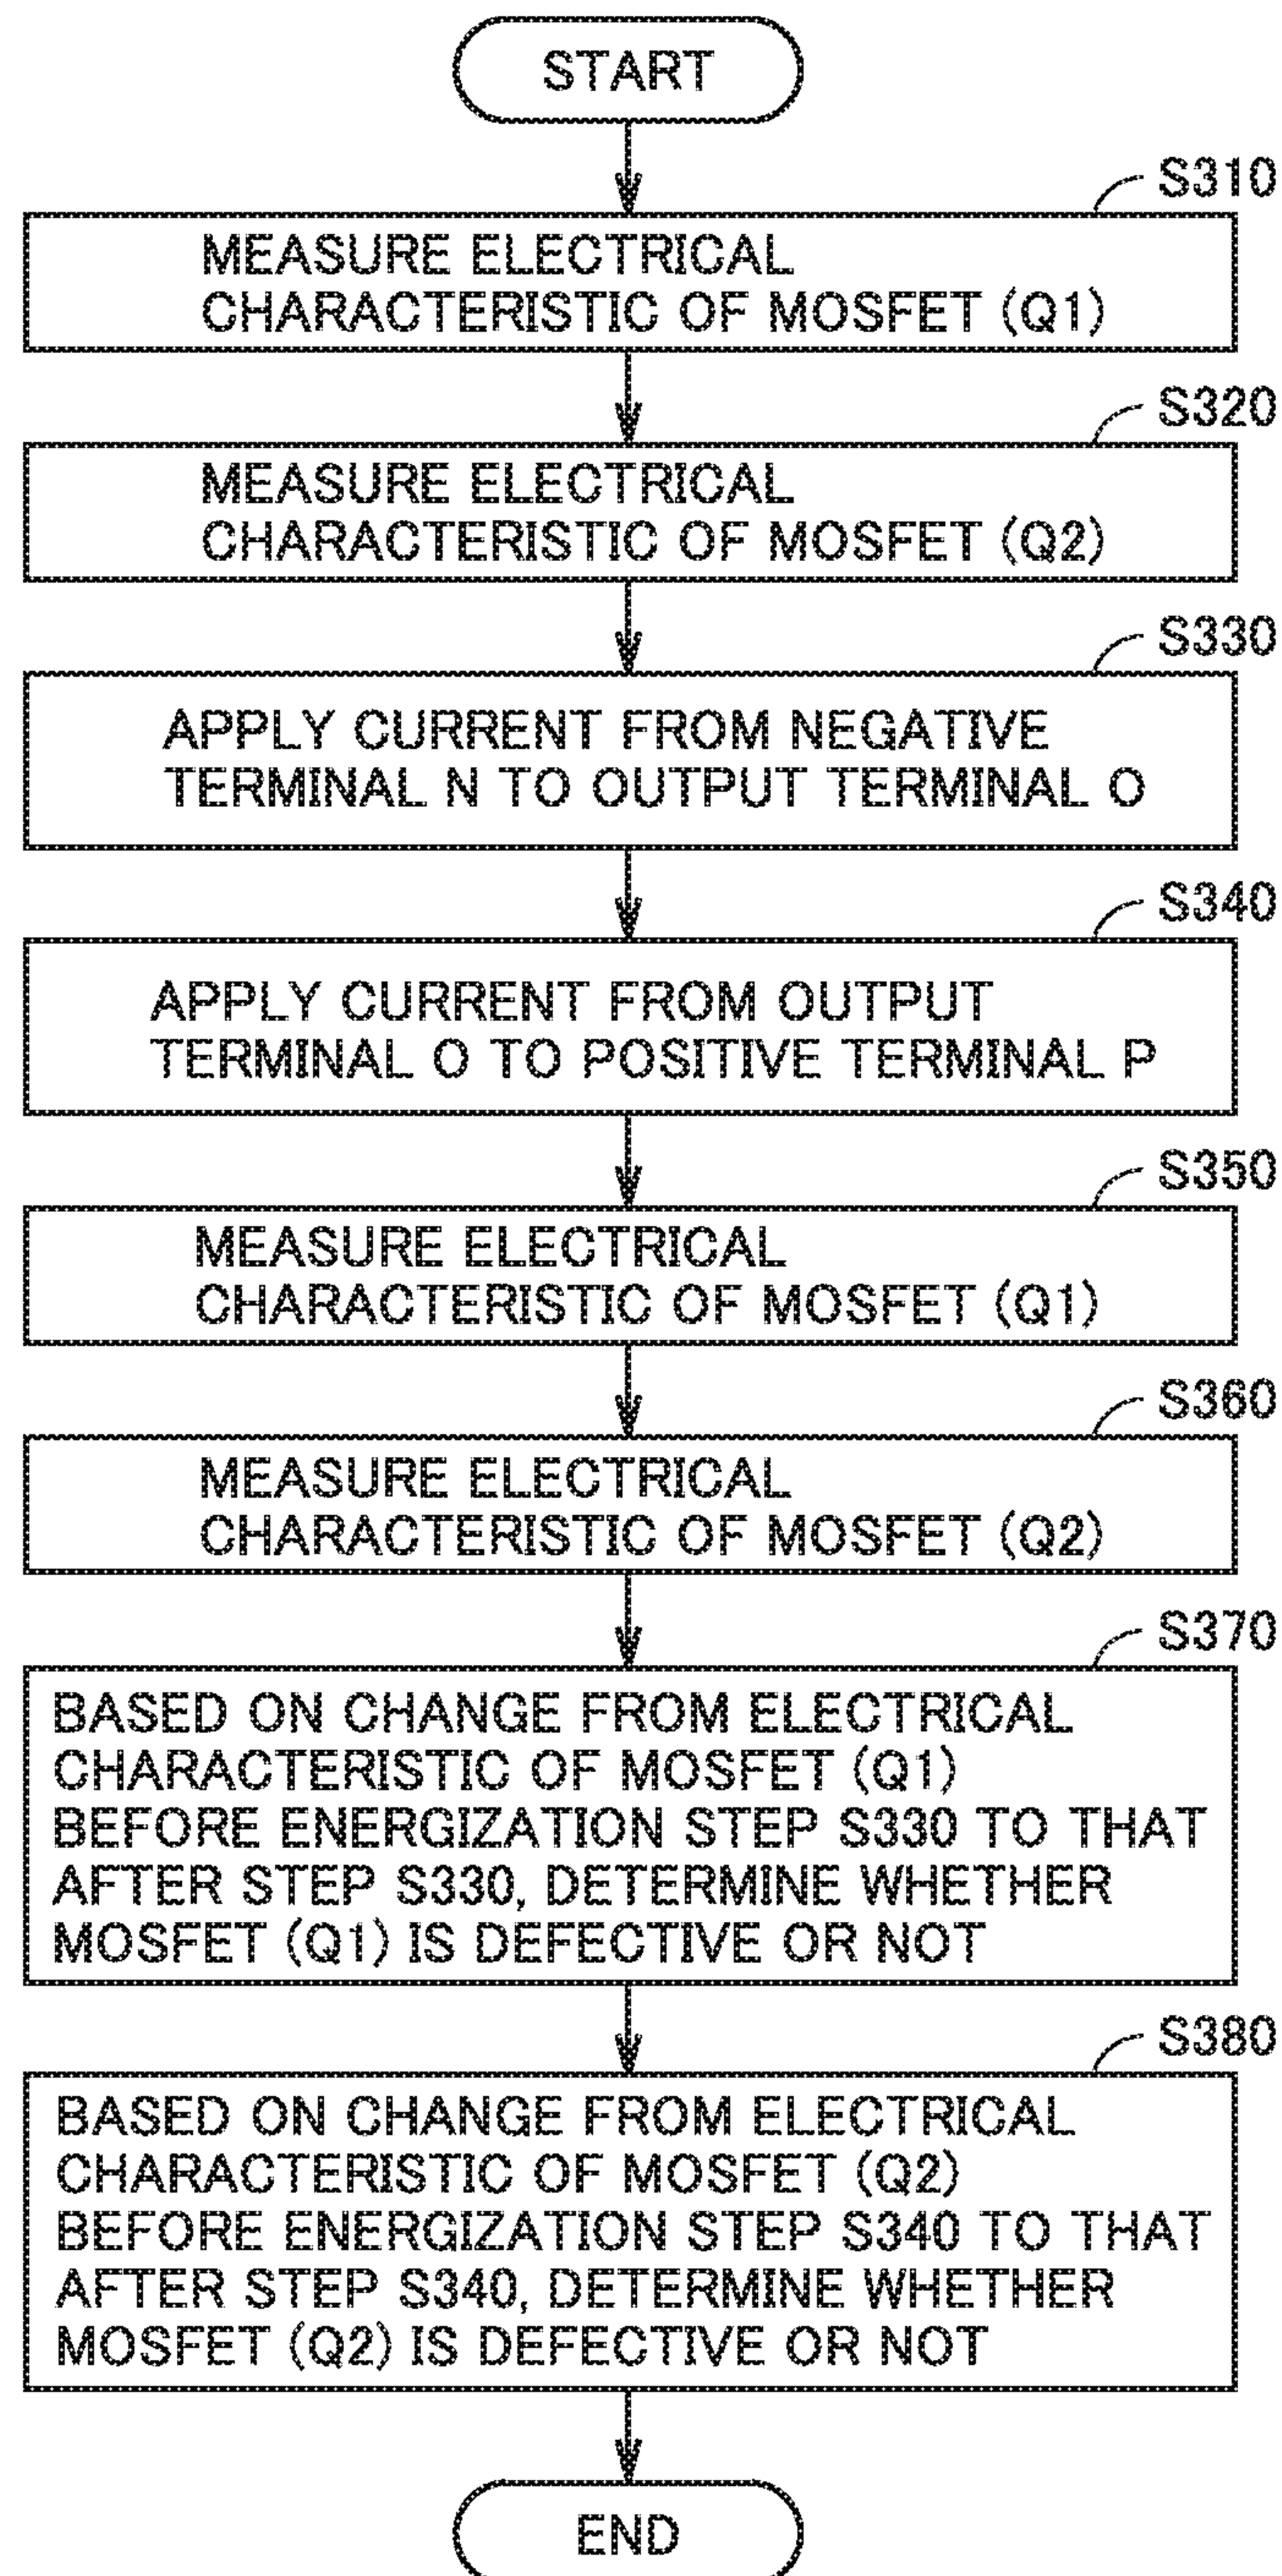 START
S310
MEASURE ELECTRICAL
CHARACTERISTIC OF MOSFET (Q1)
S320
MEASURE ELECTRICAL
CHARACTERISTIC OF MOSFET (Q2)
S330
APPLY CURRENT FROM NEGATIVE
TERMINAL N TO OUTPUT TERMINAL O
S340
APPLY CURRENT FROM OUTPUT
TERMINAL O TO POSITIVE TERMINAL P
S350
MEASURE ELECTRICAL
CHARACTERISTIC OF MOSFET (Q1)
S360
MEASURE ELECTRICAL
CHARACTERISTIC OF MOSFET (Q2)
S370
BASED ON CHANGE FROM ELECTRICAL
CHARACTERISTIC OF MOSFET (Q1)
BEFORE ENERGIZATION STEP S330 TO THAT
AFTER STEP S330, DETERMINE WHETHER
MOSFET (Q1) IS DEFECTIVE OR NOT
S380
BASED ON CHANGE FROM ELECTRICAL
CHARACTERISTIC OF MOSFET (Q2)
BEFORE ENERGIZATION STEP S340 TO THAT
AFTER STEP S340, DETERMINE WHETHER
MOSFET (Q2) IS DEFECTIVE OR NOT
END